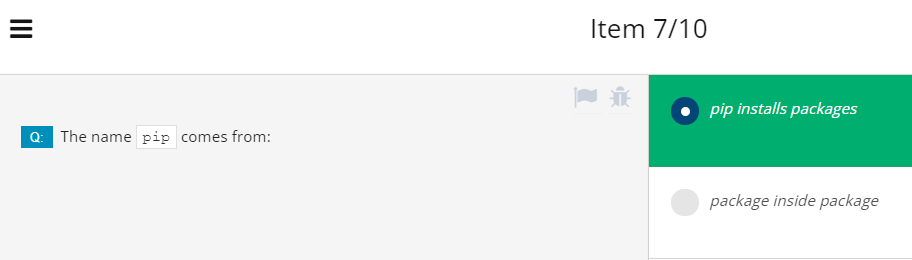 Item 7/10
Q: The name pip comes from:
pip installs packages
package inside package